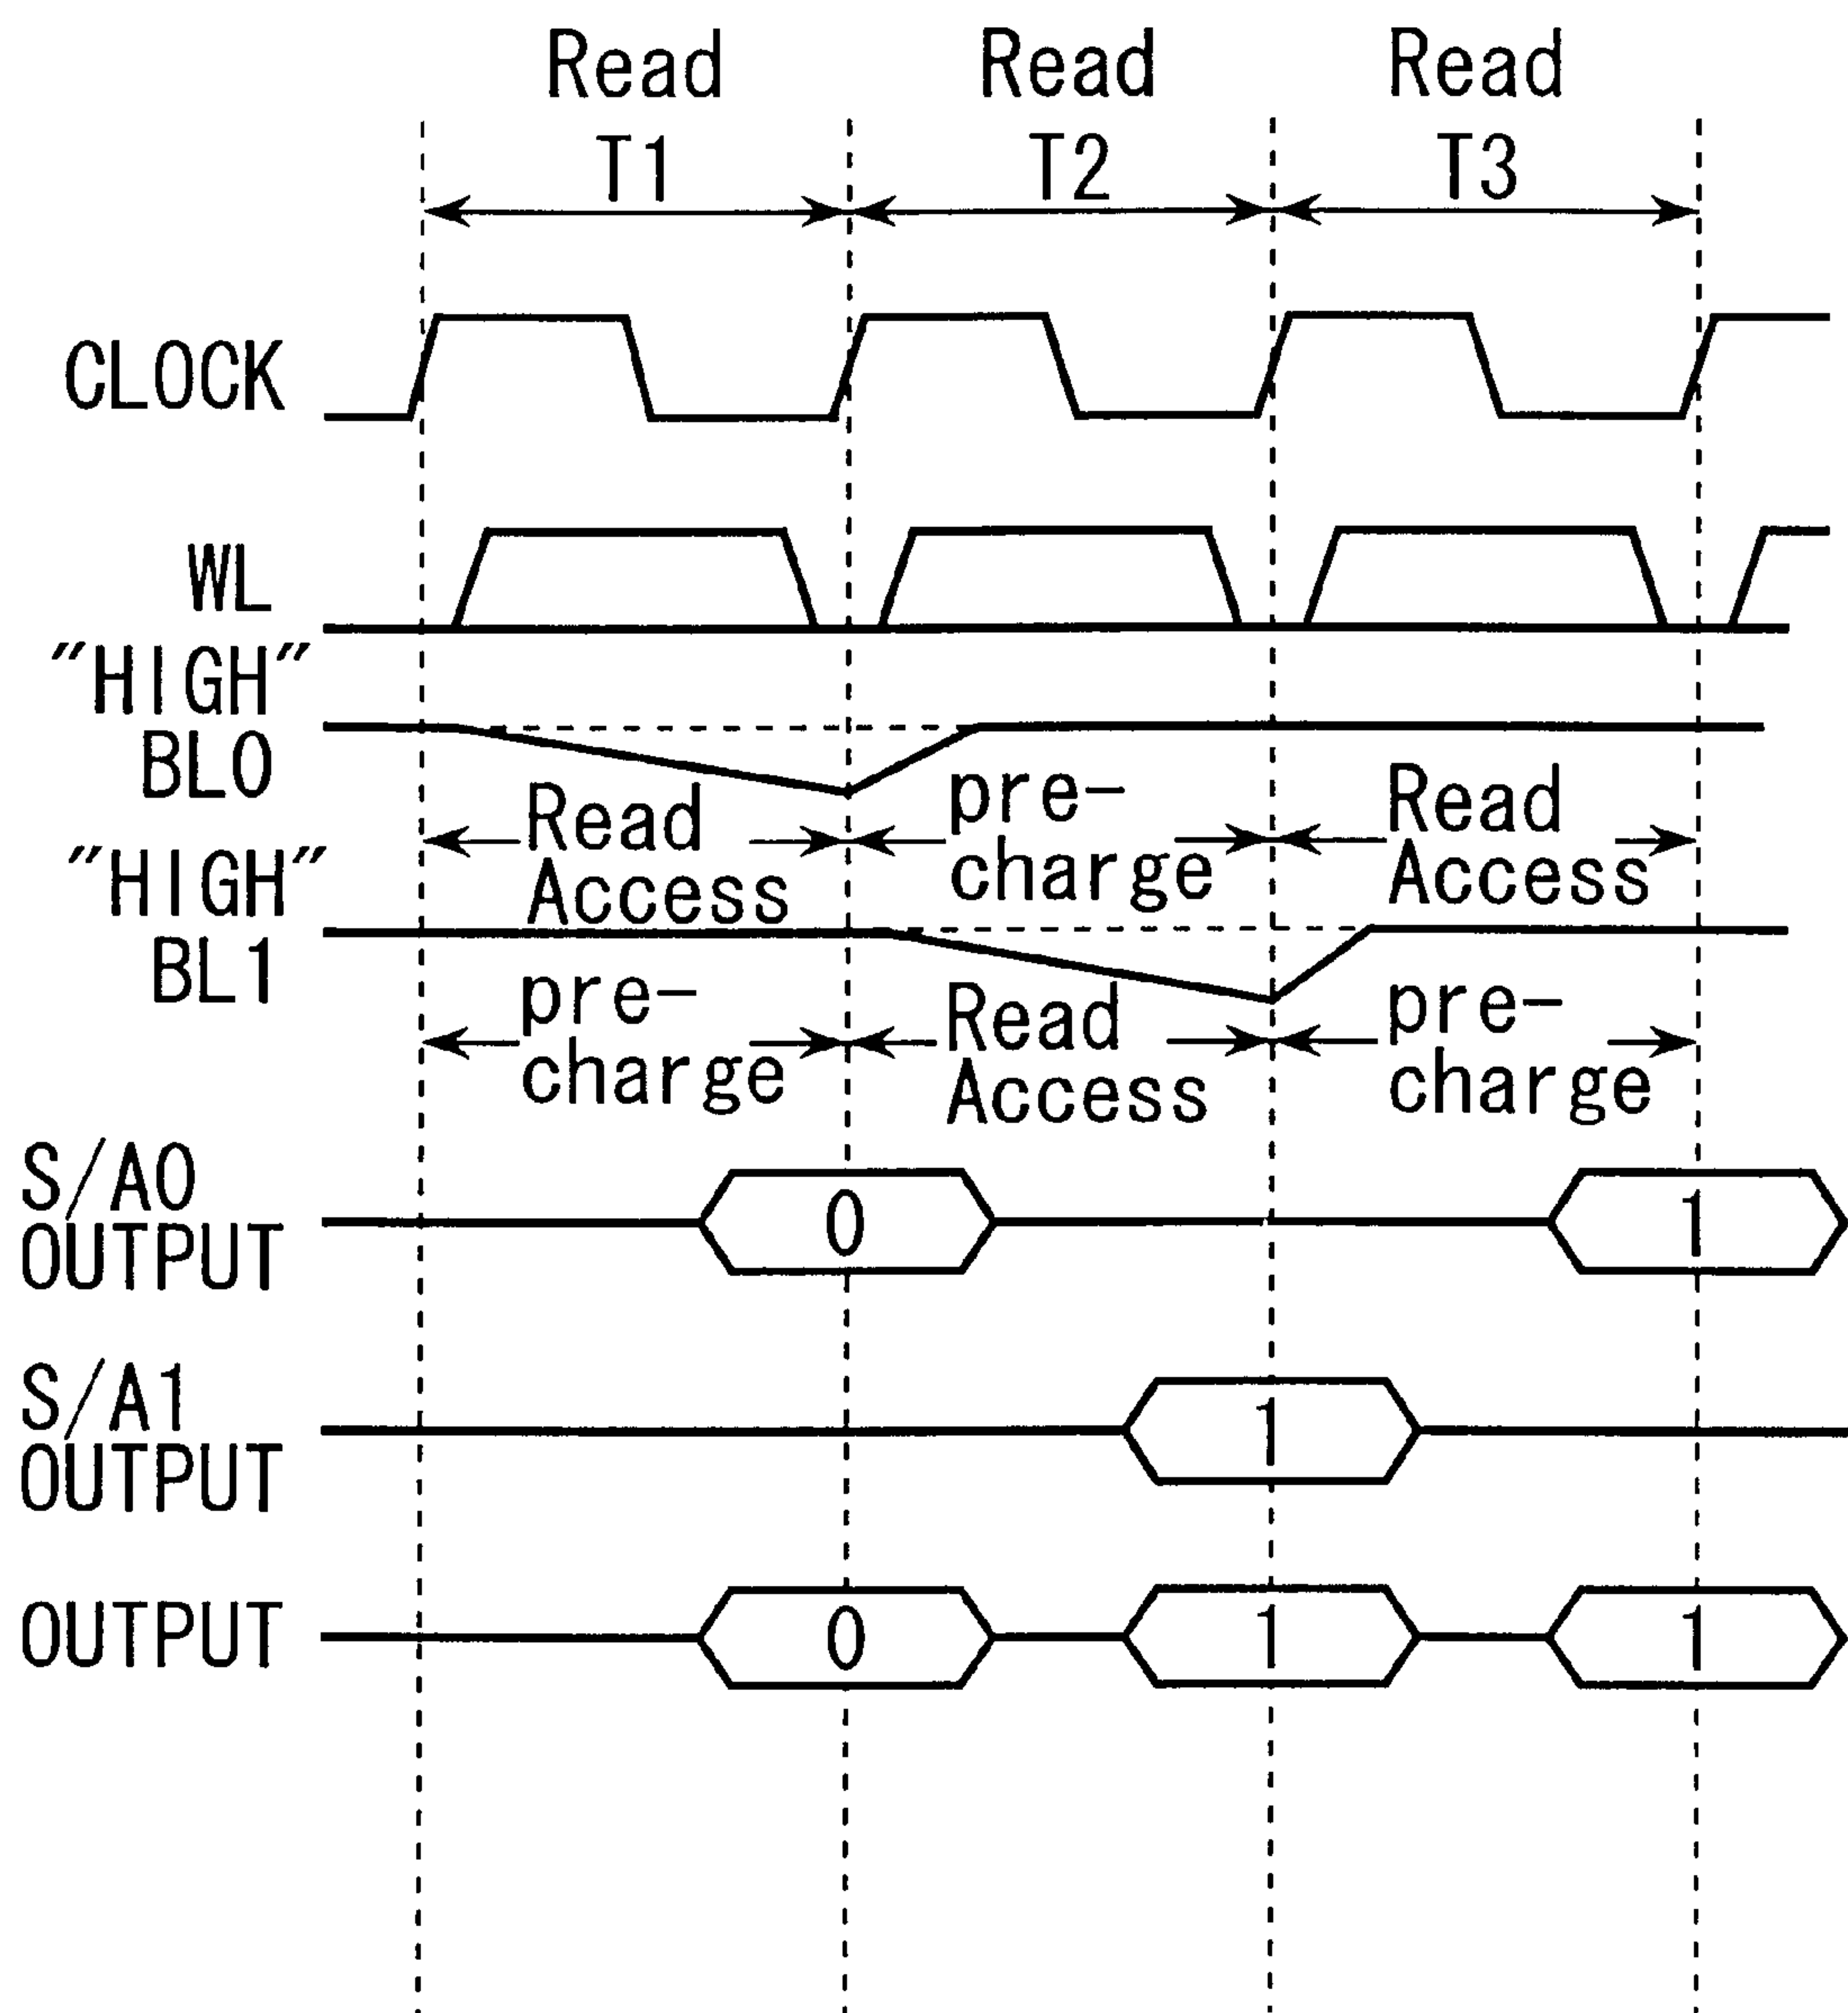 Read Read Read
T1 T2 T3
CLOCK
WL
"HIGH"
BL0
Read pre- Read
Access charge Access
"HIGH"
BL1
pre- Read pre-
charge Access charge
S/A0
OUTPUT
0 1
S/A1
OUTPUT
1
OUTPUT
0 1 1